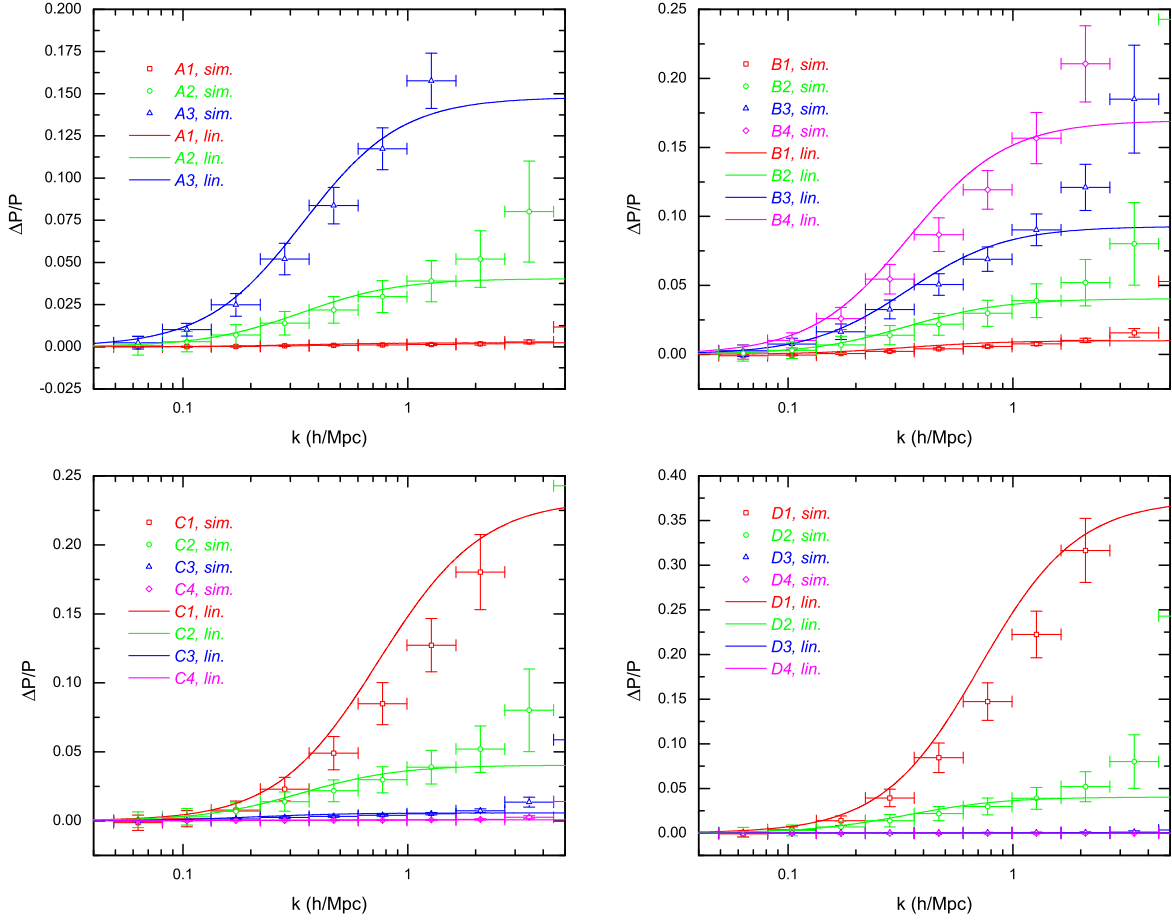 0.200
0.175
0.150
0.125
0.100
0.075
0.050
0.025
0.000
-0.025
ΔP/P
A1, sim.
A2, sim.
A3, sim.
A1, lin.
A2, lin.
A3, lin.
0.1
1
k (h/Mpc)
0.25
0.20
0.15
0.10
0.05
0.00
ΔP/P
B1, sim.
B2, sim.
B3, sim.
B4, sim.
B1, lin.
B2, lin.
B3, lin.
B4, lin.
0.1
1
k (h/Mpc)
0.25
0.20
0.15
0.10
0.05
0.00
ΔP/P
C1, sim.
C2, sim.
C3, sim.
C4, sim.
C1, lin.
C2, lin.
C3, lin.
C4, lin.
0.1
1
k (h/Mpc)
0.40
0.35
0.30
0.25
0.20
0.15
0.10
0.05
0.00
ΔP/P
D1, sim.
D2, sim.
D3, sim.
D4, sim.
D1, lin.
D2, lin.
D3, lin.
D4, lin.
0.1
1
k (h/Mpc)